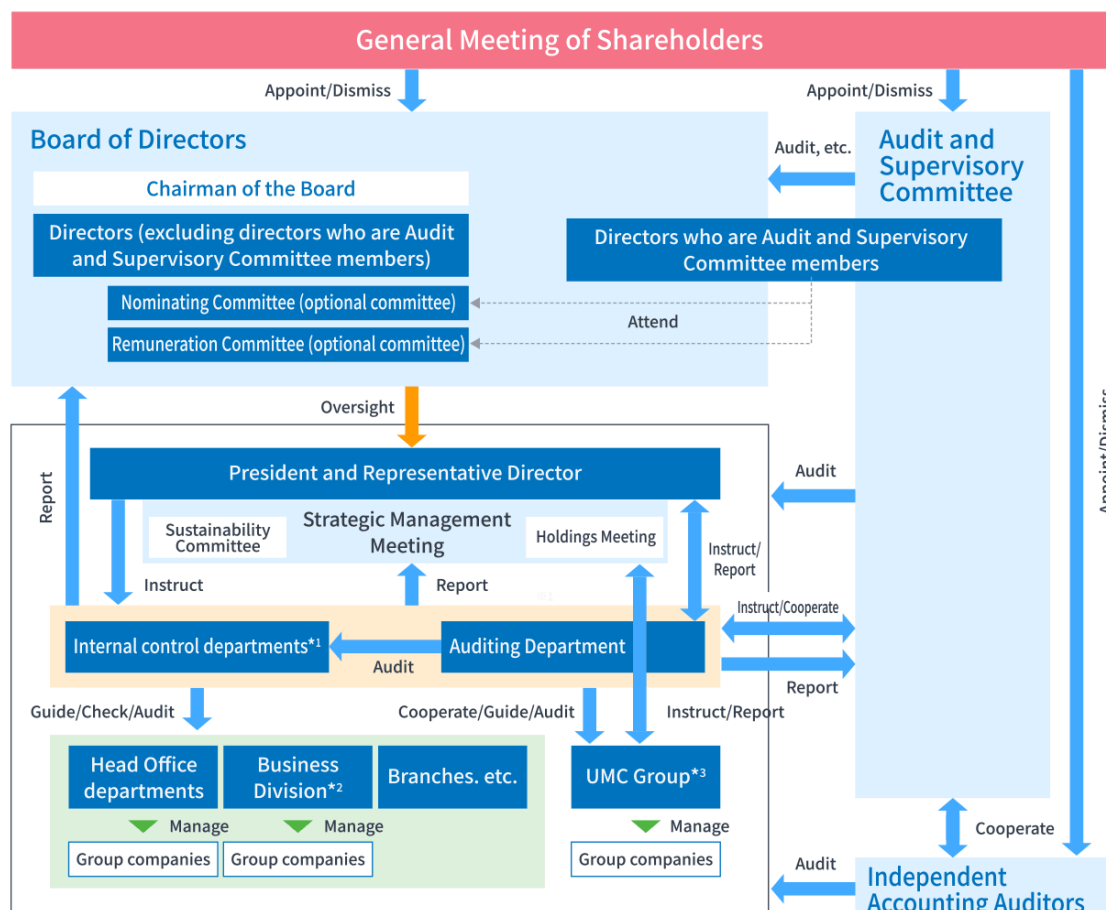 General Meeting of Shareholders
Appoint/Dismiss
Appoint/Dismiss
Board of Directors
Audit, etc.
Audit and
Supervisory
Committee
Chairman of the Board
Directors (excluding directors who are Audit
and Supervisory Committee members)
Directors who are Audit and Supervisory
Committee members
Nominating Committee (optional committee)
Attend
Remuneration Committee (optional committee)
Oversight
Appoint/Dismiss
Report
President and Representative Director
Audit
Sustainability
Committee
Strategic Management
Meeting
Holdings Meeting
Instruct/
Report
Instruct
Report
Instruct/Cooperate
Internal control departments*1
Audit
Auditing Department
Report
Guide/Check/Audit
Cooperate/Guide/Audit
Instruct/Report
Head Office
departments
Business
Division*2
Branches. etc.
UMC Group*3
Manage
Manage
Manage
Group companies
Group companies
Group companies
Cooperate
Audit
Independent
Accounting Auditors